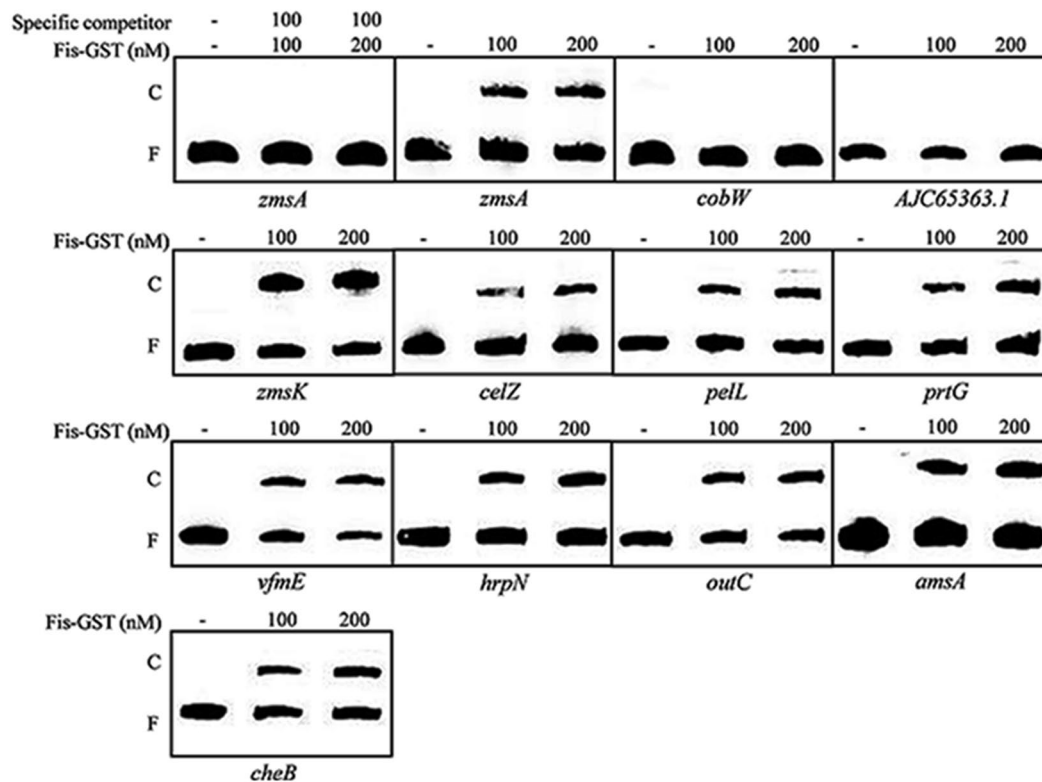 Specific competitor - 100 100
Fis-GST (nM) - 100 200 - 100 200 - 100 200 - 100 200
C
F
zmsA zmsA cobW AJC65363.1
Fis-GST (nM) - 100 200 - 100 200 - 100 200 - 100 200
C
F
zmsK celZ pelL prtG
Fis-GST (nM) - 100 200 - 100 200 - 100 200 - 100 200
C
F
vfmE hrpN outC amsA
Fis-GST (nM) - 100 200
C
F
cheB